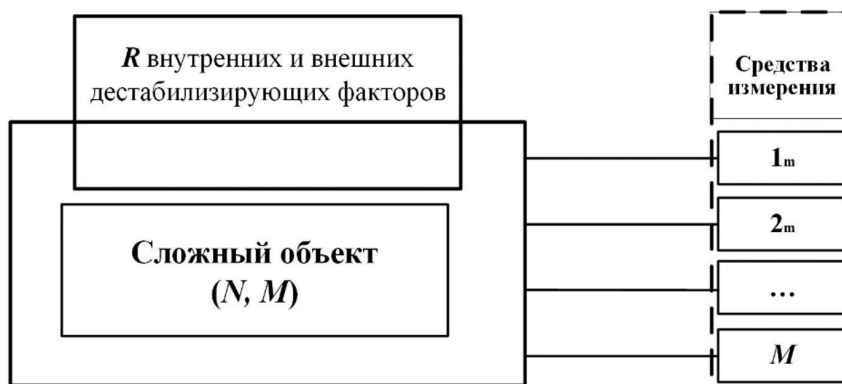 R внутренних и внешних
дестабилизирующих факторов
Сложный объект
(N, M)
Средства
измерения
1m
2m
...
M